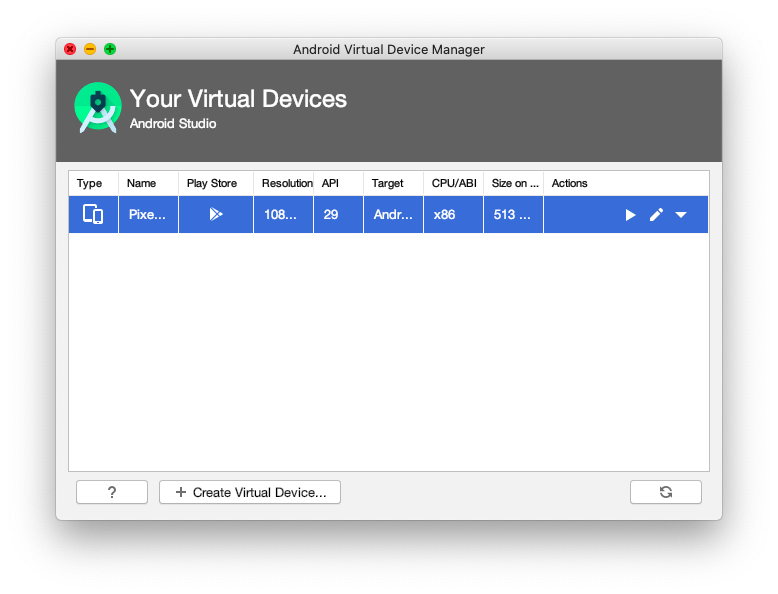 Android Virtual Device Manager
Your Virtual Devices
Android Studio
Type Name Play Store Resolution API Target CPU/ABI Size on ... Actions
Pixe... 108... 29 Andr... x86 513 ...
? + Create Virtual Device...